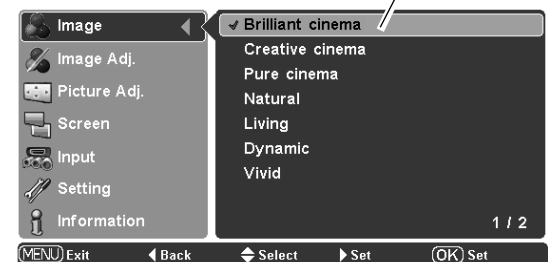 Image
Image Adj.
Picture Adj.
Screen
Input
Setting
Information
Brilliant cinema
Creative cinema
Pure cinema
Natural
Living
Dynamic
Vivid
1 / 2
MENU Exit Back Select Set OK Set